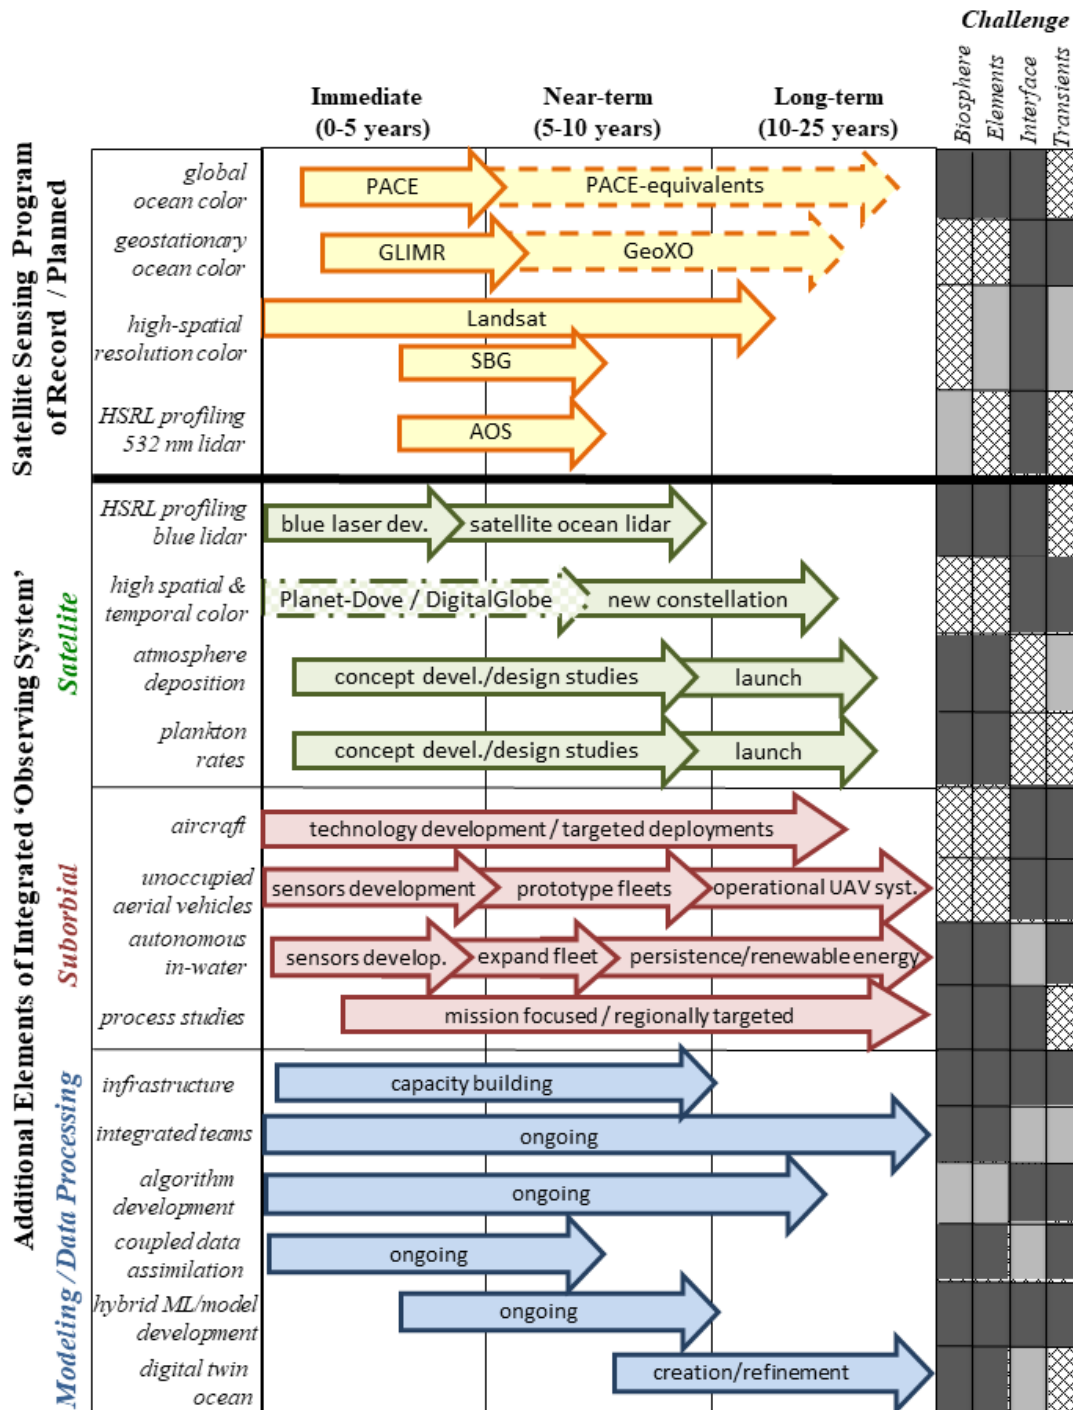 Challenge
Biosphere
Elements
Interface
Transients
Immediate
(0-5 years)
Near-term
(5-10 years)
Long-term
(10-25 years)
Satellite Sensing Program
of Record / Planned
global
ocean color
PACE
PACE-equivalents
geostationary
ocean color
GLIMR
GeoXO
high-spatial
resolution color
Landsat
SBG
HSRL profiling
532 nm lidar
AOS
Additional Elements of Integrated ‘Observing System’
Satellite
HSRL profiling
blue lidar
blue laser dev.
satellite ocean lidar
high spatial &
temporal color
Planet-Dove / DigitalGlobe
new constellation
atmosphere
deposition
concept devel./design studies
launch
plankton
rates
concept devel./design studies
launch
Suborbial
aircraft
technology development / targeted deployments
unoccupied
aerial vehicles
sensors development
prototype fleets
operational UAV syst.
autonomous
in-water
sensors develop.
expand fleet
persistence/renewable energy
process studies
mission focused / regionally targeted
Modeling / Data Processing
infrastructure
capacity building
integrated teams
ongoing
algorithm
development
ongoing
coupled data
assimilation
ongoing
hybrid ML/model
development
ongoing
digital twin
ocean
creation/refinement